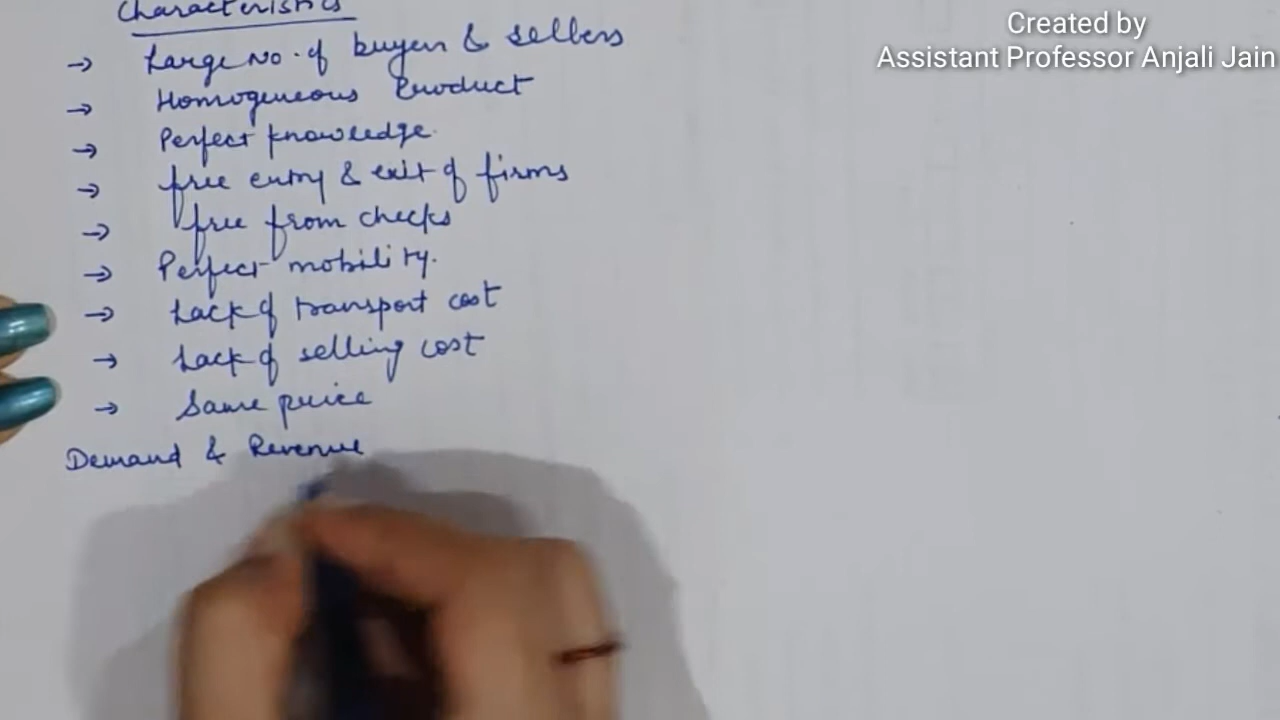 Created by
Assistant Professor Anjali Jain
Characteristics
→ Large No. of buyers & sellers
→ Homogeneous Product
→ Perfect knowledge.
→ free entry & exit of firms
→ free from checks
→ Perfect mobility.
→ Lack of transport cost
→ Lack of selling cost
→ Same price
Demand & Revenue